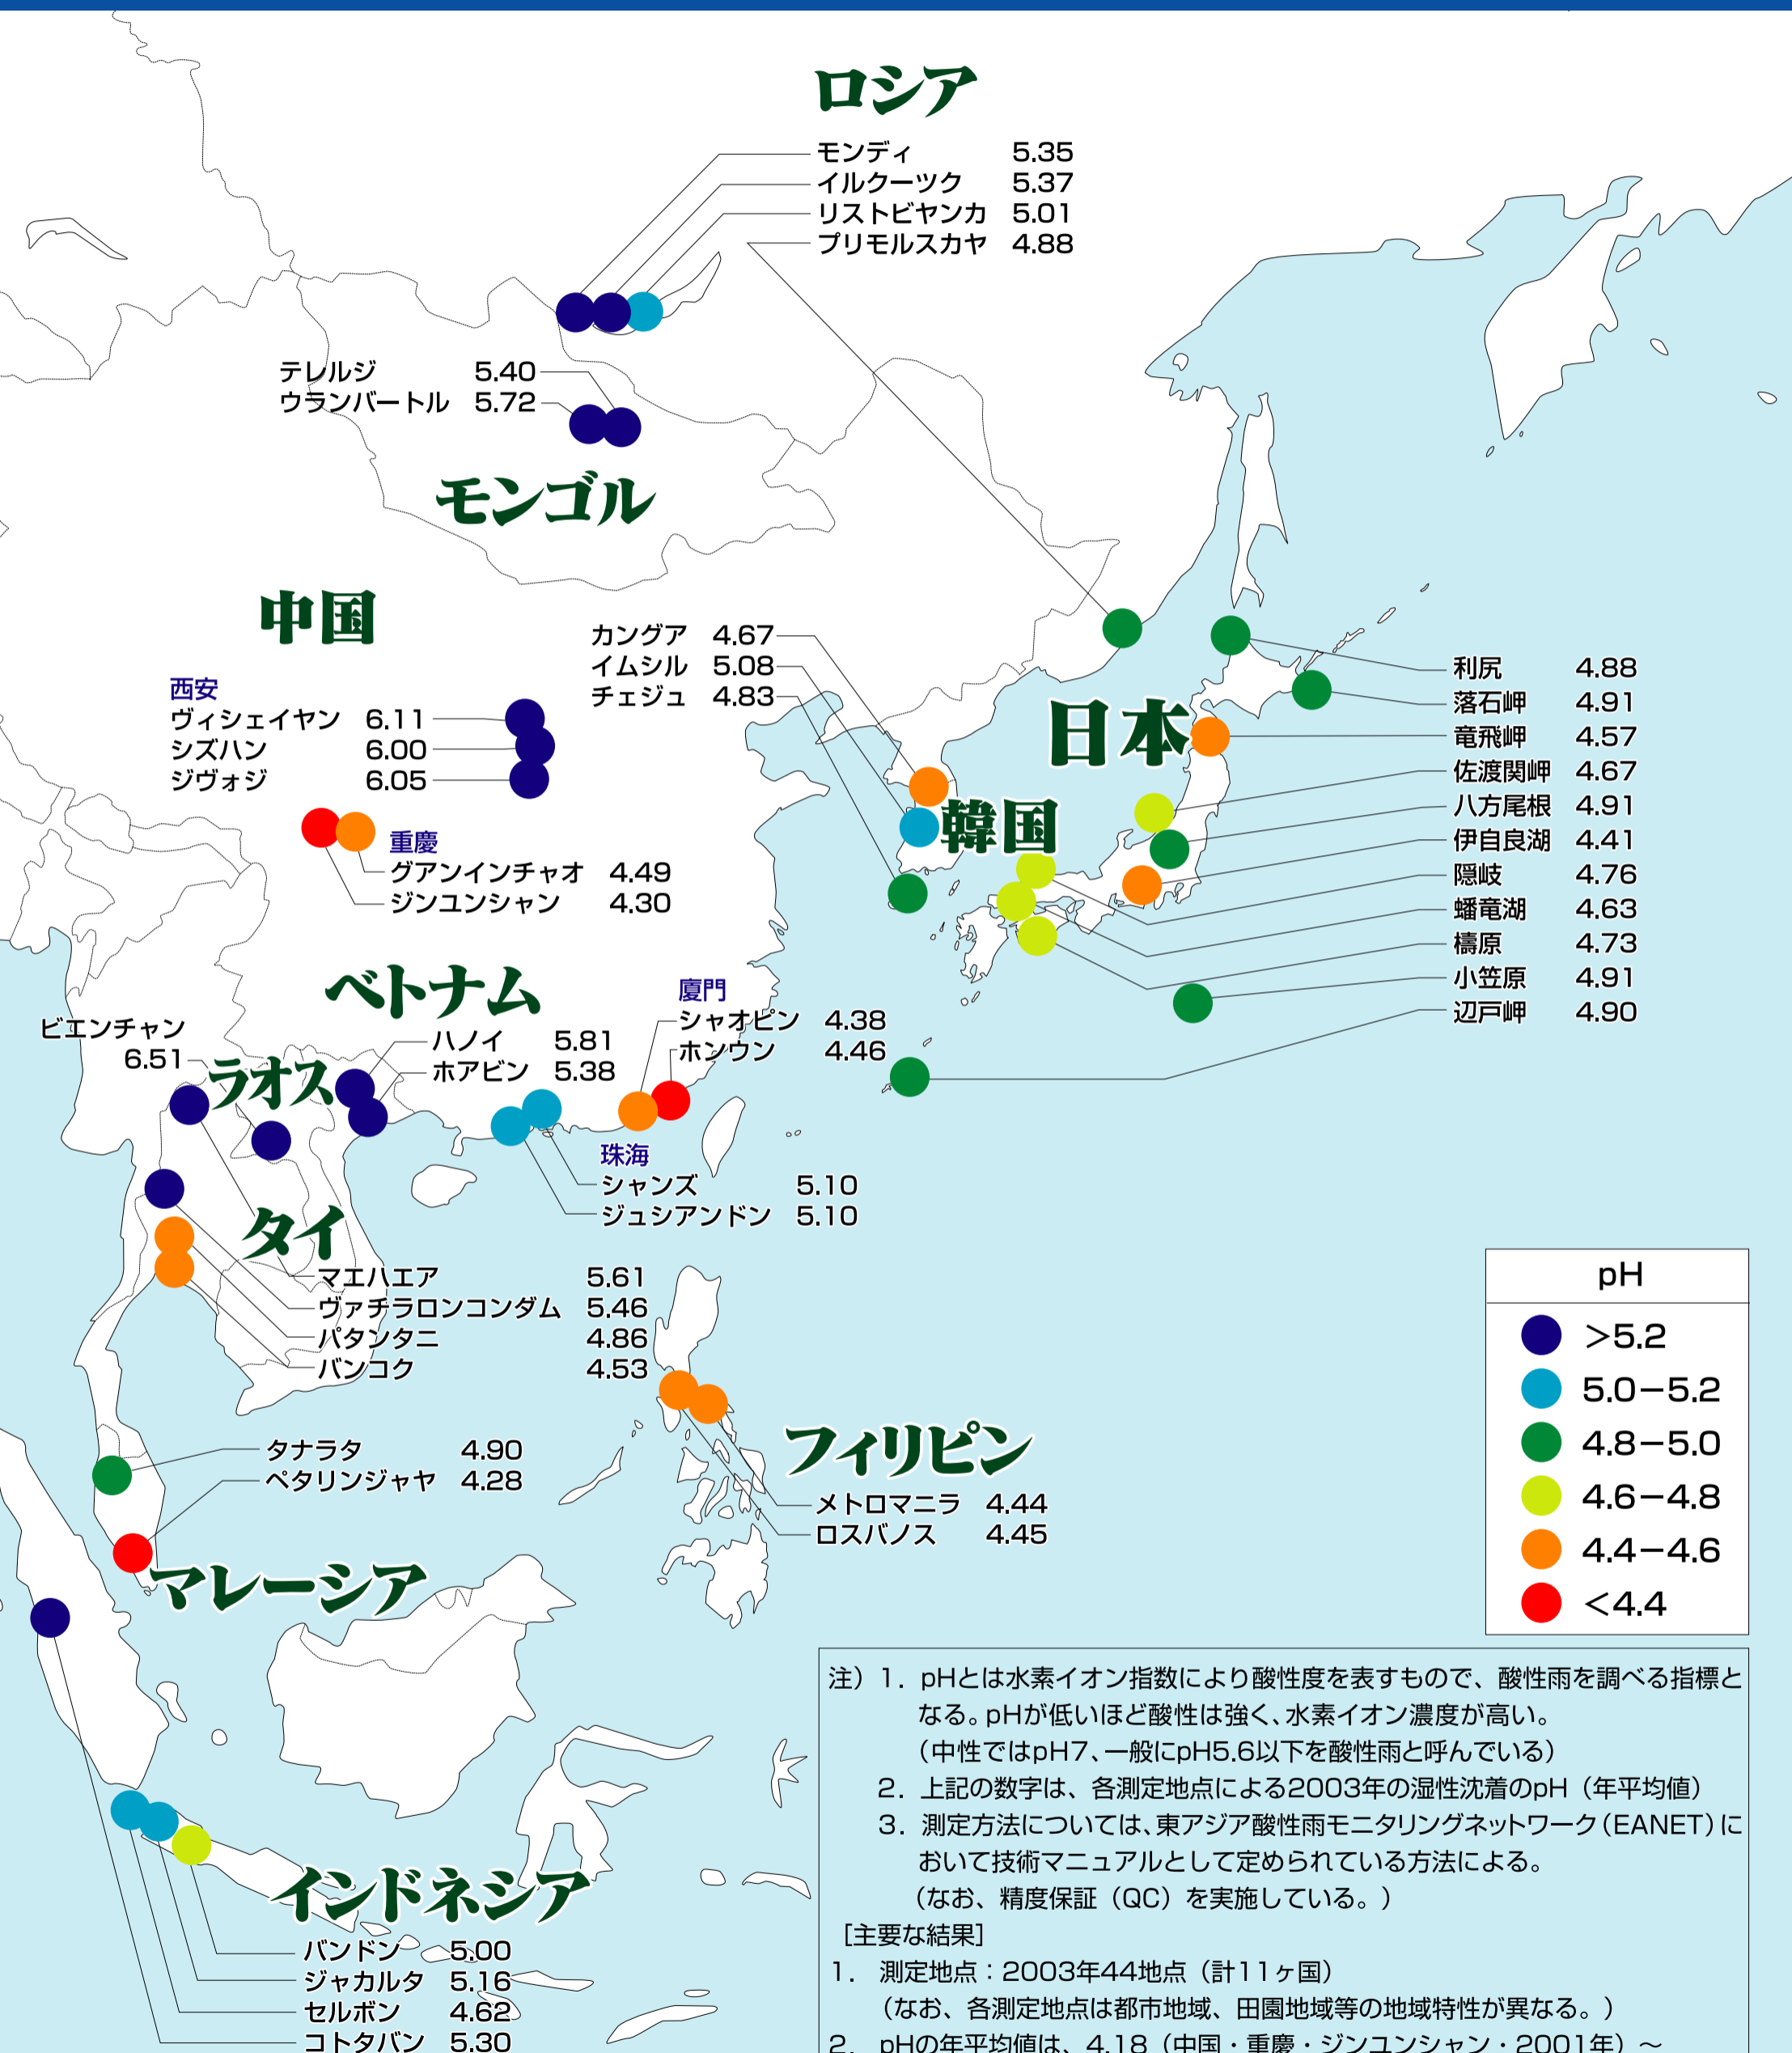 ロシア
モンディ 5.35
イルクーツク 5.37
リストビヤンカ 5.01
プリモルスカヤ 4.88
テレルジ 5.40
ウランバートル 5.72
モンゴル
中国
西安
ヴィシェイヤン 6.11
シズハン 6.00
ジヴォジ 6.05
重慶
グアンインチャオ 4.49
ジンユンシャン 4.30
カングア 4.67
イムシル 5.08
チェジュ 4.83
韓国
日本
利尻 4.88
落石岬 4.91
竜飛岬 4.57
佐渡関岬 4.67
八方尾根 4.91
伊自良湖 4.41
隠岐 4.76
蟠竜湖 4.63
檮原 4.73
小笠原 4.91
辺戸岬 4.90
ベトナム
ハノイ 5.81
ホアビン 5.38
廈門
シャオピン 4.38
ホンウン 4.46
ビエンチャン
6.51
ラオス
珠海
シャンズ 5.10
ジュシアンドン 5.10
タイ
マエハエア 5.61
ヴァチラロンコンダム 5.46
パタンタニ 4.86
バンコク 4.53
フィリピン
メトロマニラ 4.44
ロスバノス 4.45
タナラタ 4.90
ペタリンジャヤ 4.28
マレーシア
インドネシア
バンドン 5.00
ジャカルタ 5.16
セルボン 4.62
コトタバン 5.30
pH
>5.2
5.0−5.2
4.8−5.0
4.6−4.8
4.4−4.6
<4.4
注）1．pHとは水素イオン指数により酸性度を表すもので、酸性雨を調べる指標と
なる。pHが低いほど酸性は強く、水素イオン濃度が高い。
（中性ではpH7、一般にpH5.6以下を酸性雨と呼んでいる）
2．上記の数字は、各測定地点による2003年の湿性沈着のpH（年平均値）
3．測定方法については、東アジア酸性雨モニタリングネットワーク（EANET）に
おいて技術マニュアルとして定められている方法による。
（なお、精度保証（QC）を実施している。）
［主要な結果］
1．測定地点：2003年44地点（計11ヶ国）
（なお、各測定地点は都市地域、田園地域等の地域特性が異なる。）
2．pHの年平均値は、4.18（中国・重慶・ジンユンシャン・2001年）～